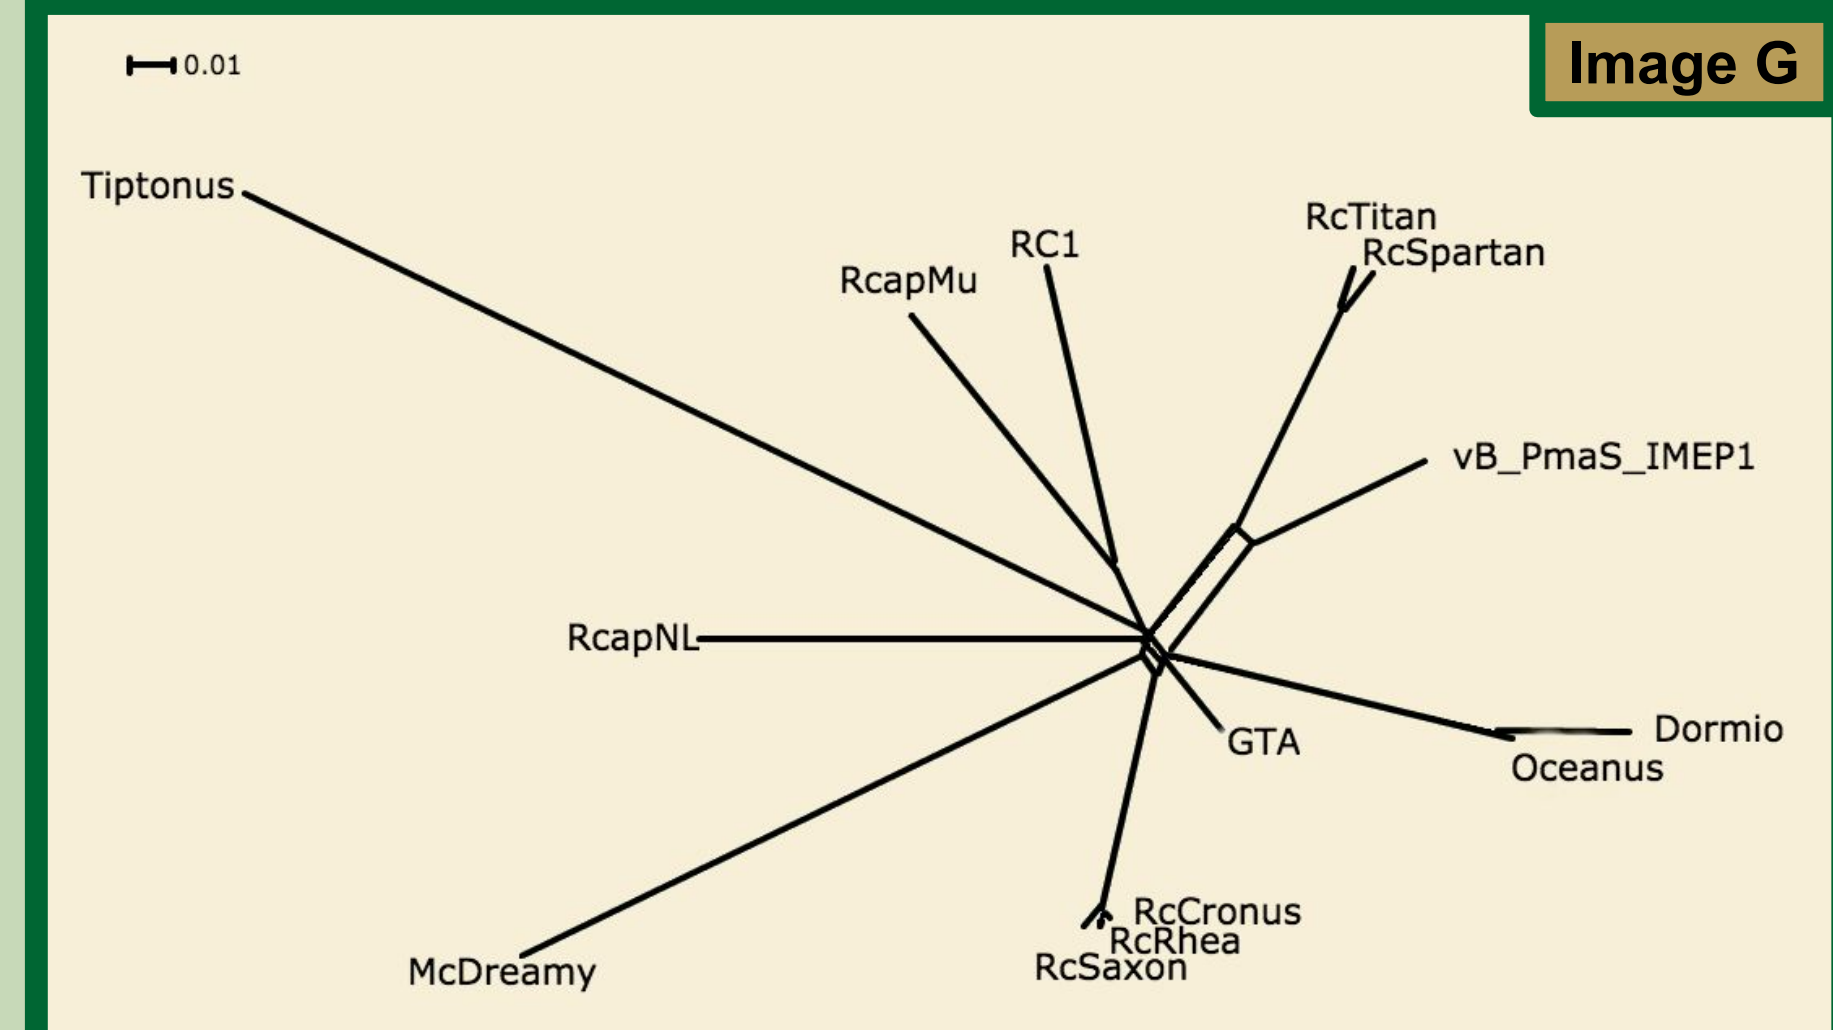 0.01
Image G
Tiptonus
RcTitan
RC1
RcSpartan
RcapMu
vB_PmaS_IMEP1
RcapNL
Dormio
GTA
Oceanus
RcCronus
RcRhea
RcSaxon
McDreamy